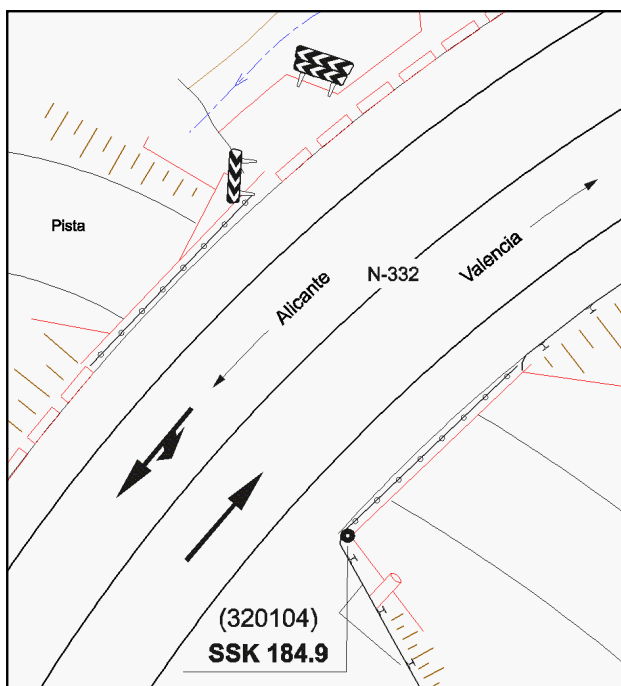 Pista
Alicante
N-332
Valencia
(320104)
SSK 184.9